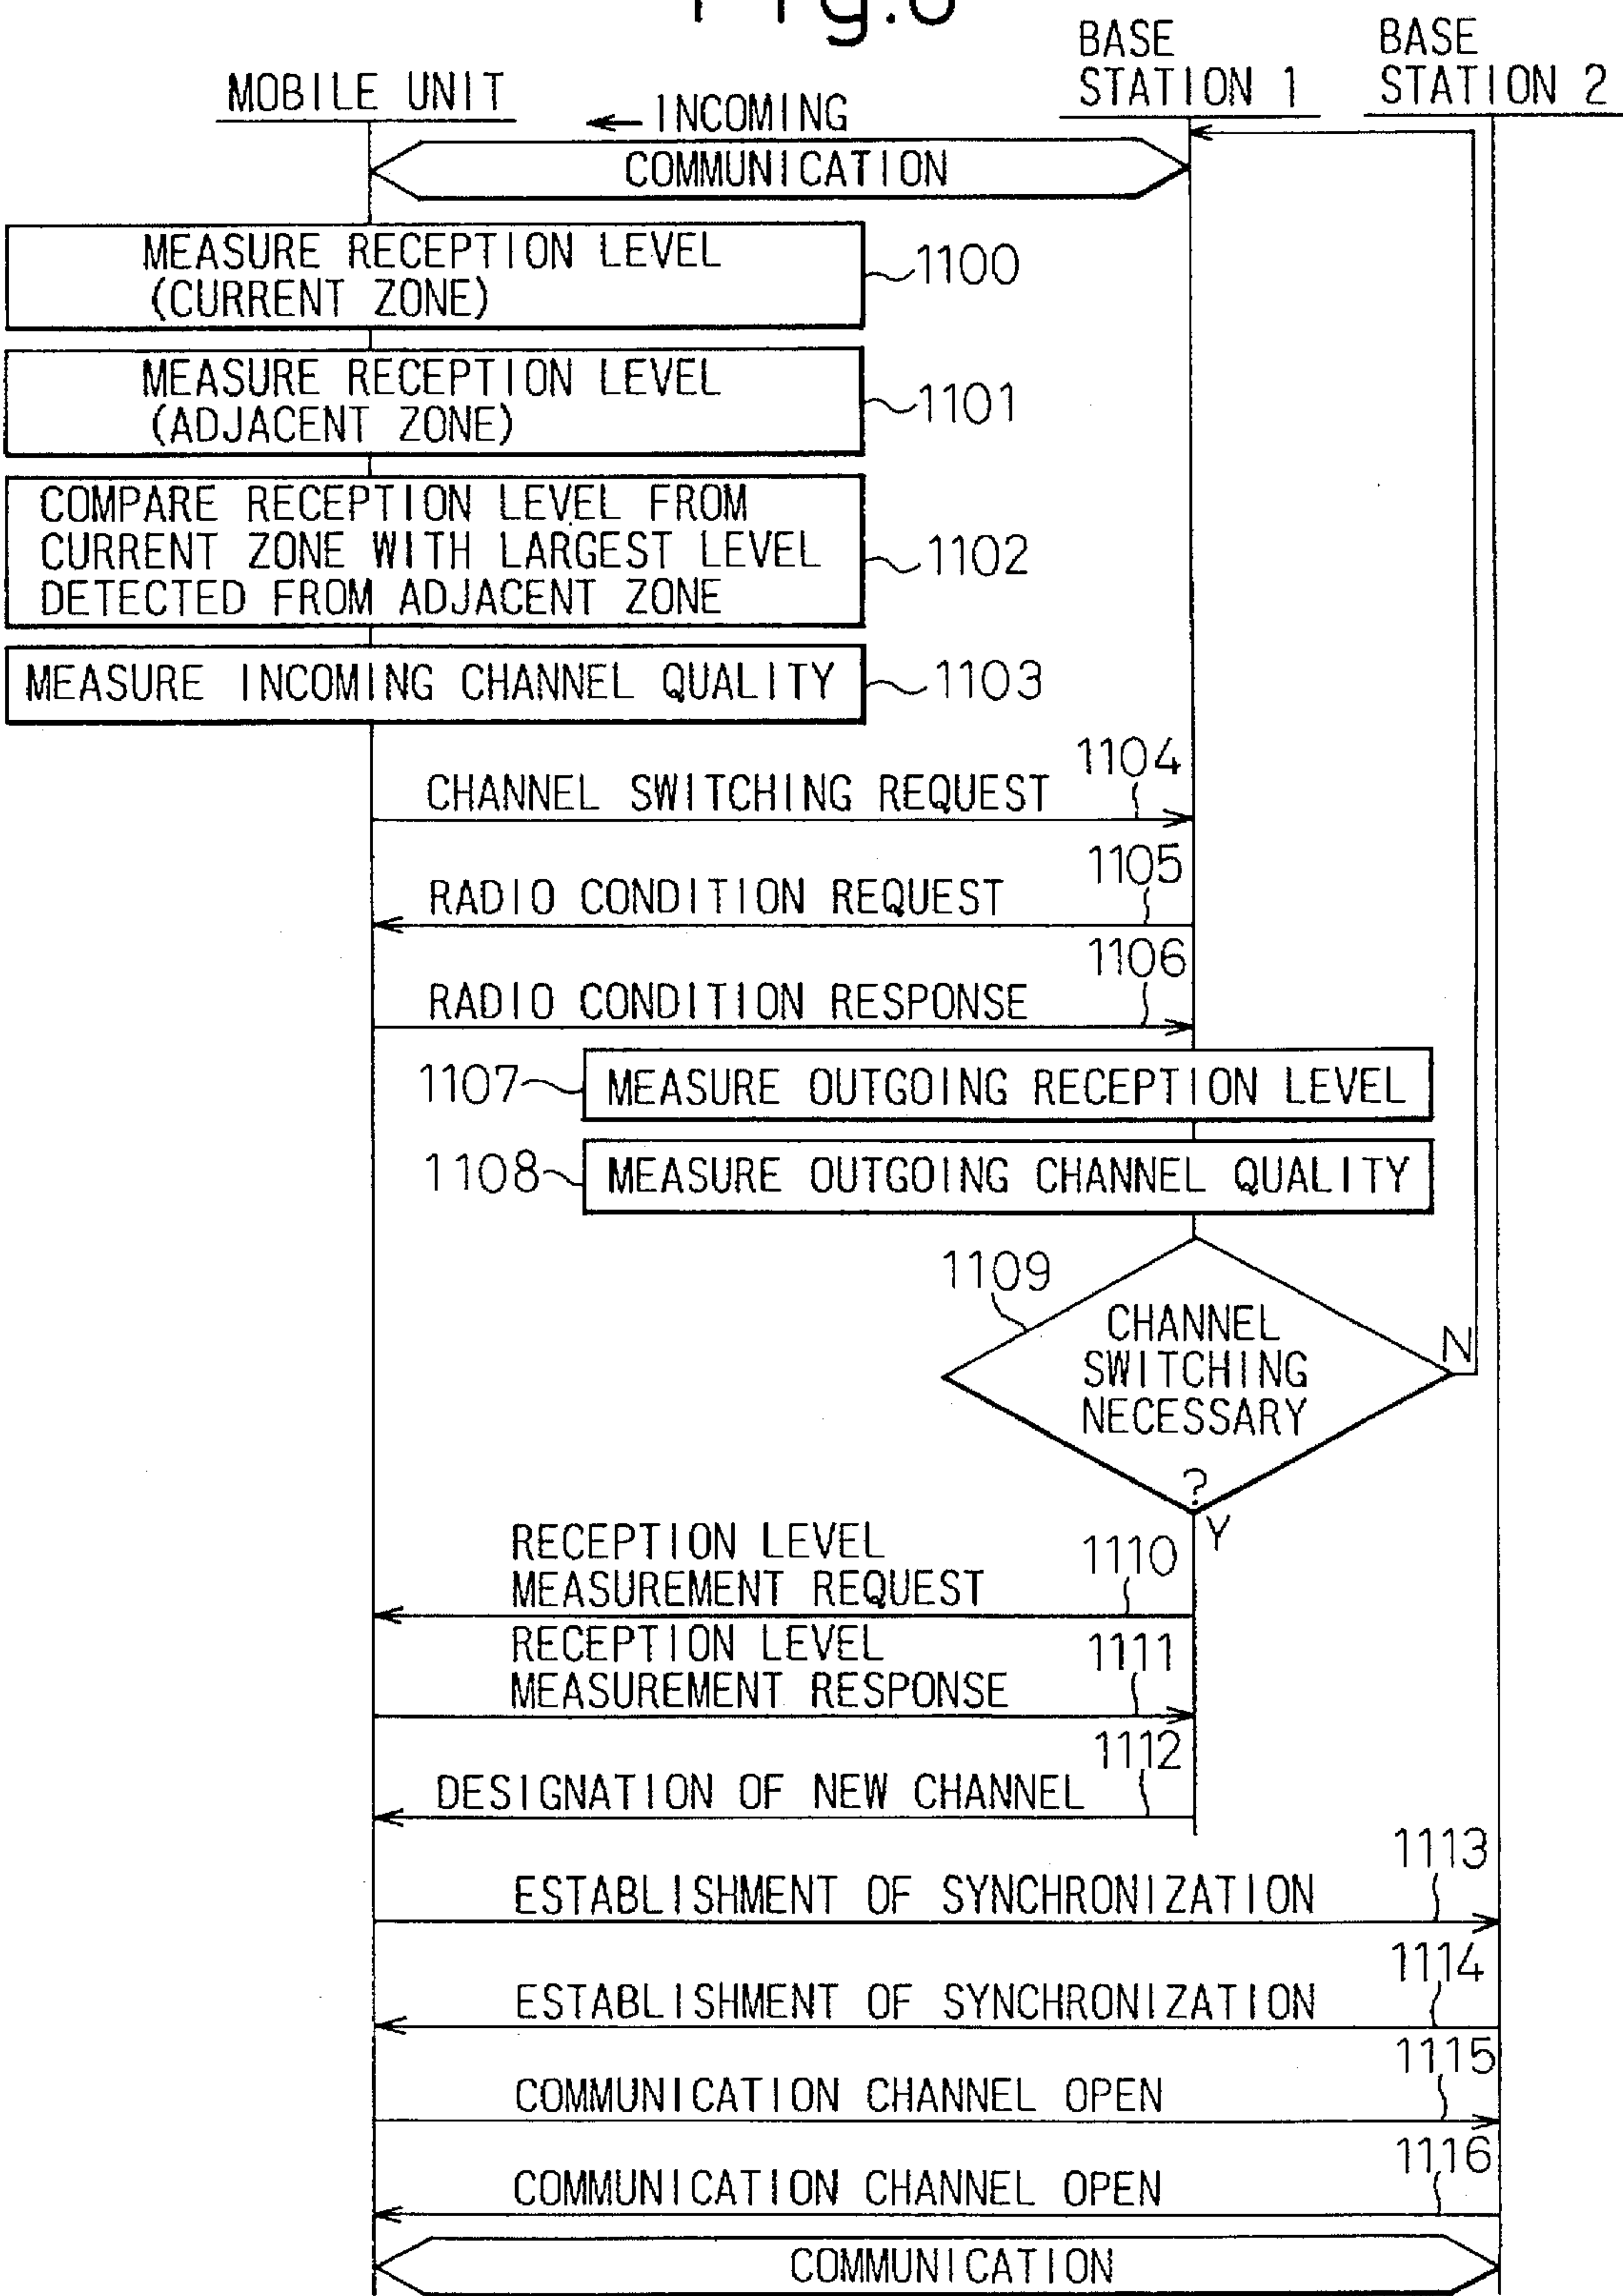 BASE
STATION 1
BASE
STATION 2
MOBILE UNIT
← INCOMING
COMMUNICATION
MEASURE RECEPTION LEVEL
(CURRENT ZONE)
1100
MEASURE RECEPTION LEVEL
(ADJACENT ZONE)
1101
COMPARE RECEPTION LEVEL FROM
CURRENT ZONE WITH LARGEST LEVEL
DETECTED FROM ADJACENT ZONE
1102
MEASURE INCOMING CHANNEL QUALITY
1103
1104
CHANNEL SWITCHING REQUEST
1105
RADIO CONDITION REQUEST
1106
RADIO CONDITION RESPONSE
1107
MEASURE OUTGOING RECEPTION LEVEL
1108
MEASURE OUTGOING CHANNEL QUALITY
1109
CHANNEL
SWITCHING
NECESSARY
?
N
Y
RECEPTION LEVEL
MEASUREMENT REQUEST
1110
RECEPTION LEVEL
MEASUREMENT RESPONSE
1111
1112
DESIGNATION OF NEW CHANNEL
1113
ESTABLISHMENT OF SYNCHRONIZATION
1114
ESTABLISHMENT OF SYNCHRONIZATION
1115
COMMUNICATION CHANNEL OPEN
1116
COMMUNICATION CHANNEL OPEN
COMMUNICATION